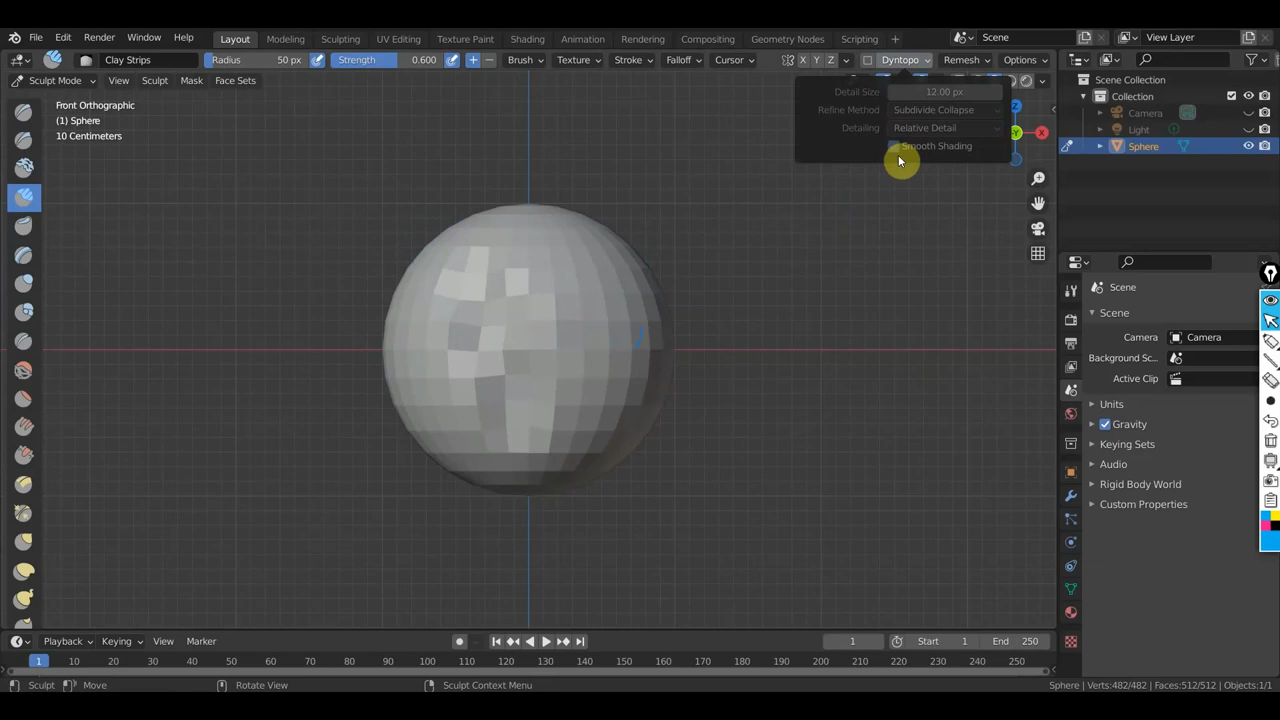 File Edit Render Window Help Layout Modeling Sculpting UV Editing Texture Paint Shading Animation Rendering Compositing Geometry Nodes Scripting + Scene View Layer
Clay Strips Radius 50 px Strength 0.600 + − Brush Texture Stroke Falloff Cursor X Y Z Dyntopo Remesh Options
Sculpt Mode View Sculpt Mask Face Sets
Scene Collection
Detail Size 12.00 px
Collection
Front Orthographic
(1) Sphere
10 Centimeters
Refine Method Subdivide Collapse
Camera
Detailing Relative Detail
Light
Z
-Y
X
Smooth Shading
Sphere
Scene
Scene
Camera Camera
Background Sc...
Active Clip
Units
Gravity
Keying Sets
Audio
Rigid Body World
Custom Properties
Playback Keying View Marker 1 Start 1 End 250
1 10 20 30 40 50 60 70 80 90 100 110 120 130 140 150 160 170 180 190 200 210 220 230 240 250
Sculpt Move Rotate View Sculpt Context Menu Sphere | Verts:482/482 | Faces:512/512 | Objects:1/1